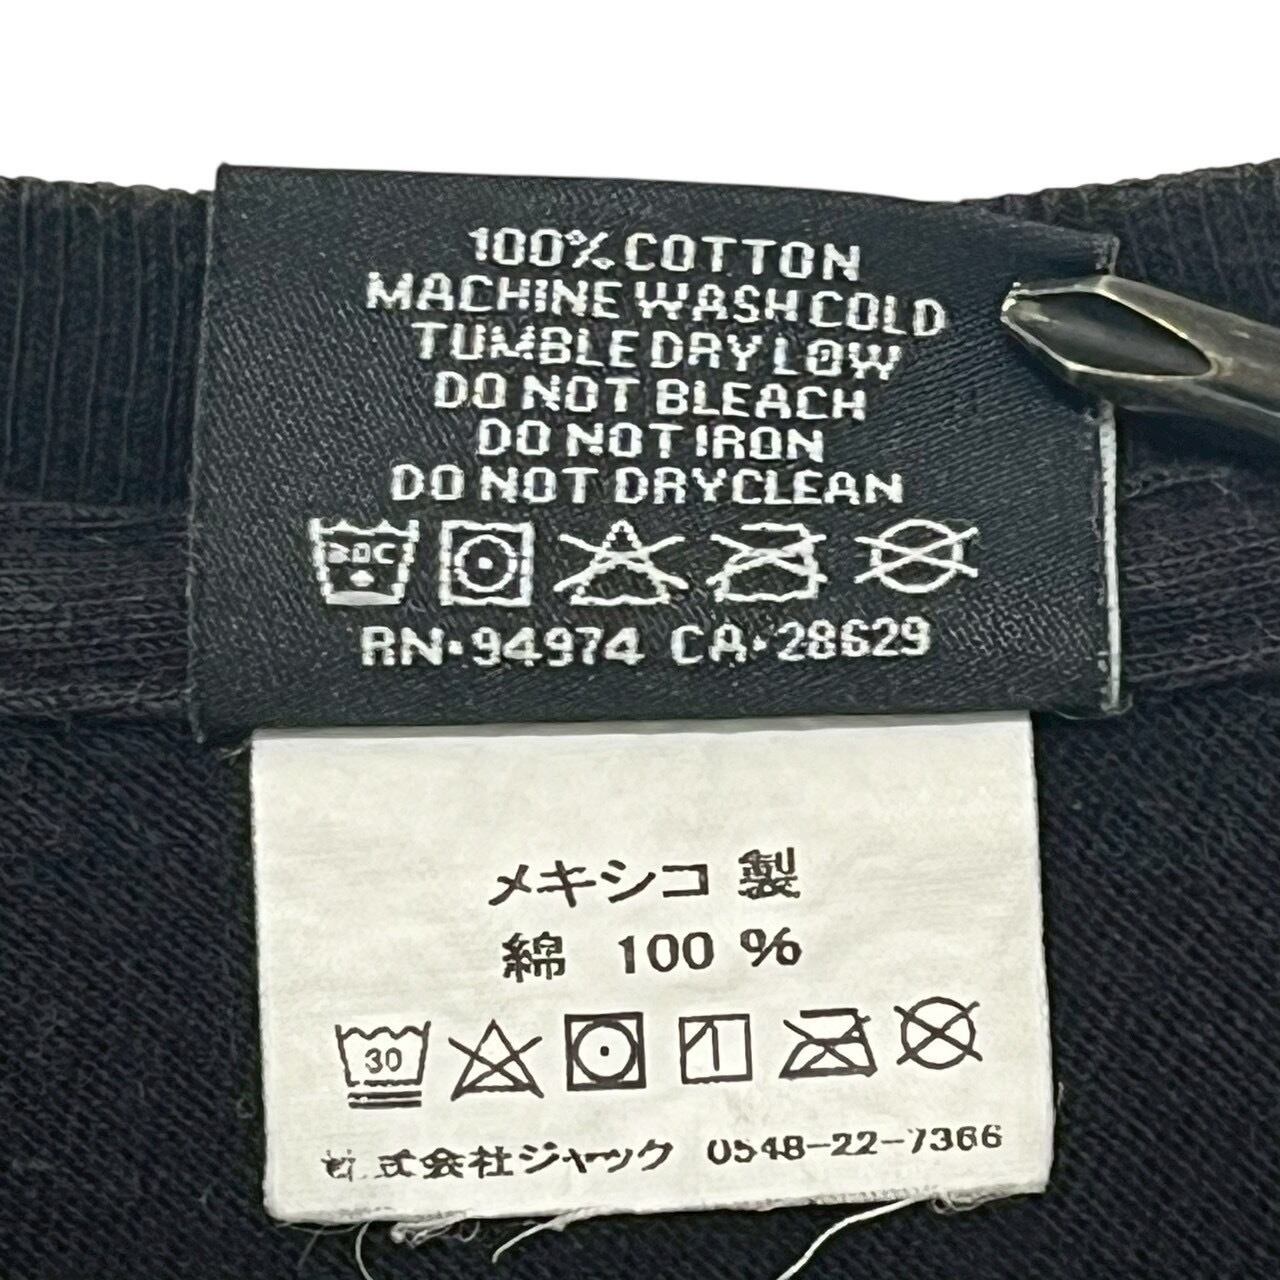 100% COTTON
MACHINE WASH COLD
TUMBLE DRY LOW
DO NOT BLEACH
DO NOT IRON
DO NOT DRYCLEAN
30°C
RN·94974 CA·28629
メキシコ 製
綿 100 %
30
株式会社ジャック 0548-22-7366